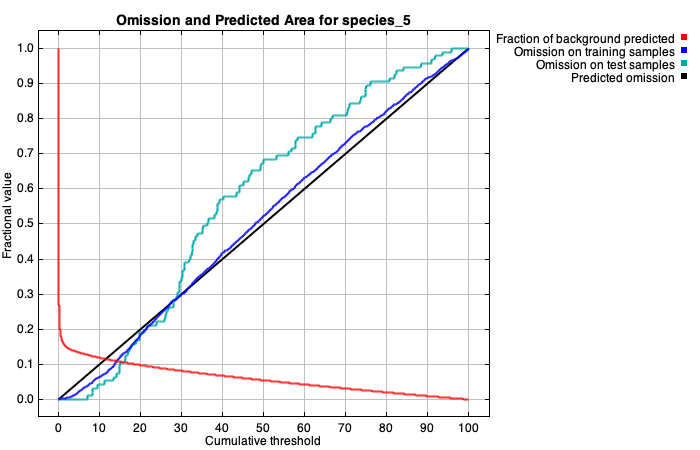 Omission and Predicted Area for species_5
Fraction of background predicted
Omission on training samples
Omission on test samples
Predicted omission
Fractional value
1.0
0.9
0.8
0.7
0.6
0.5
0.4
0.3
0.2
0.1
0.0
0 10 20 30 40 50 60 70 80 90 100
Cumulative threshold